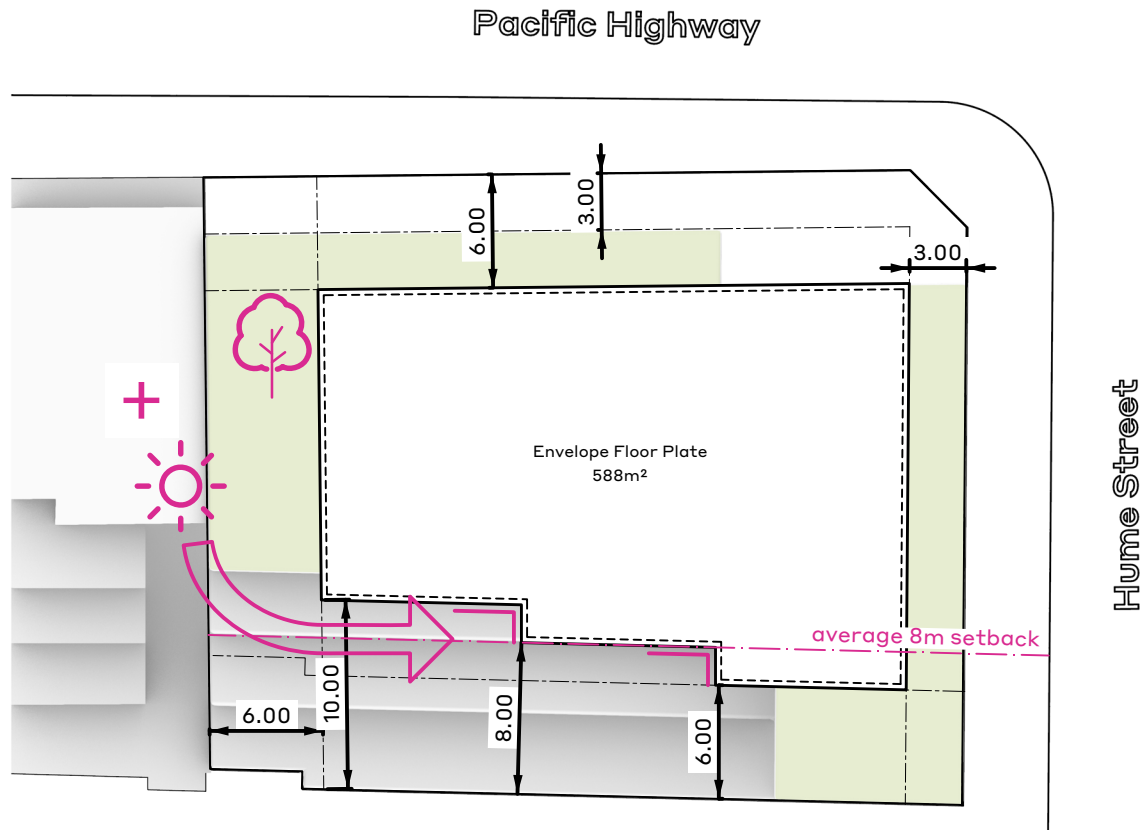 Pacific Highway
3.00
6.00
3.00
Envelope Floor Plate
588m²
Hume Street
average 8m setback
10.00
6.00
8.00
6.00